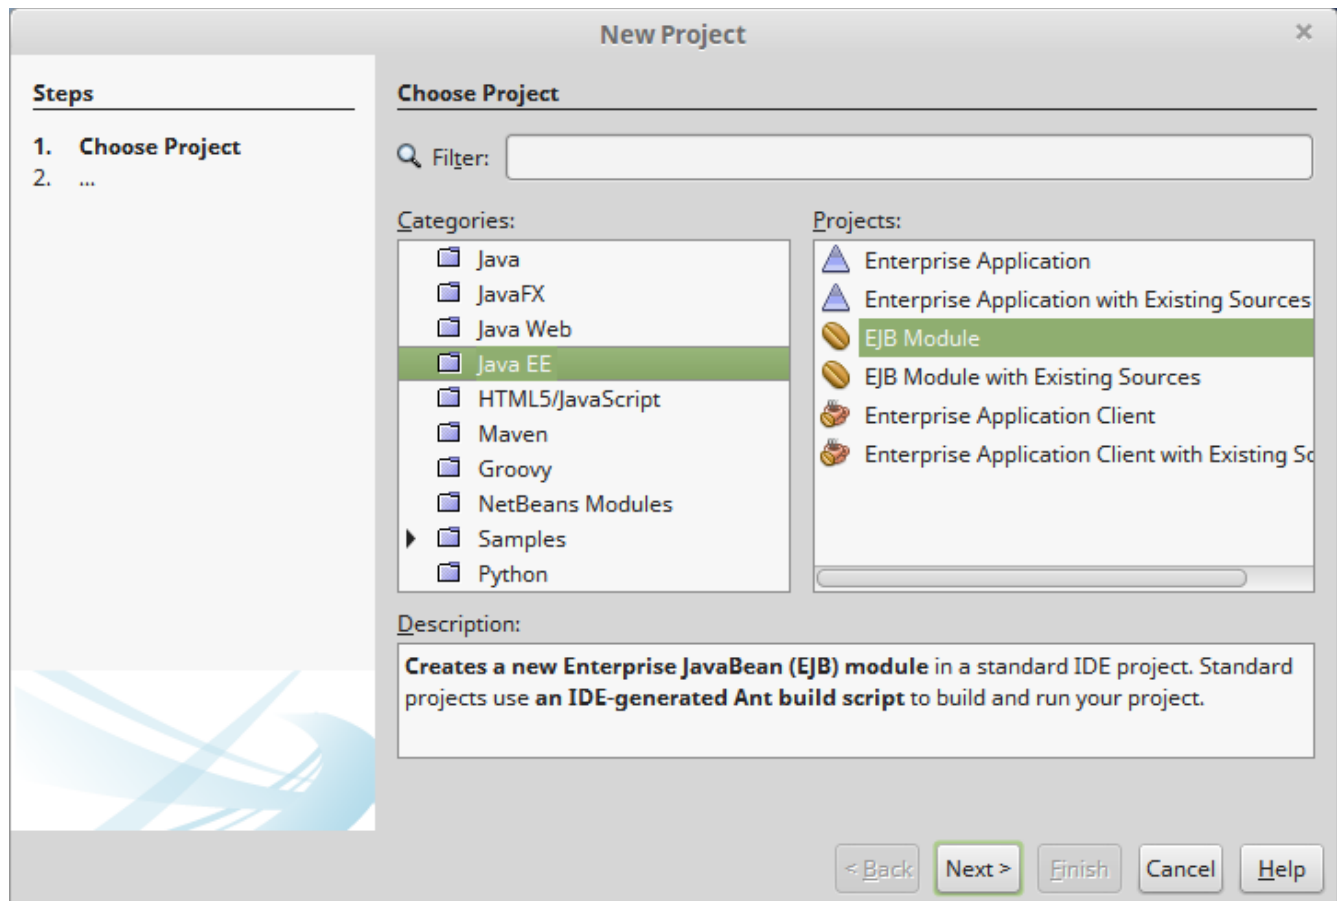 New Project
Steps
1. Choose Project
2. ...
Choose Project
Filter:
Categories:
Java
JavaFX
Java Web
Java EE
HTML5/JavaScript
Maven
Groovy
NetBeans Modules
Samples
Python
Projects:
Enterprise Application
Enterprise Application with Existing Sources
EJB Module
EJB Module with Existing Sources
Enterprise Application Client
Enterprise Application Client with Existing So
Description:
Creates a new Enterprise JavaBean (EJB) module in a standard IDE project. Standard
projects use an IDE-generated Ant build script to build and run your project.
< Back Next > Finish Cancel Help